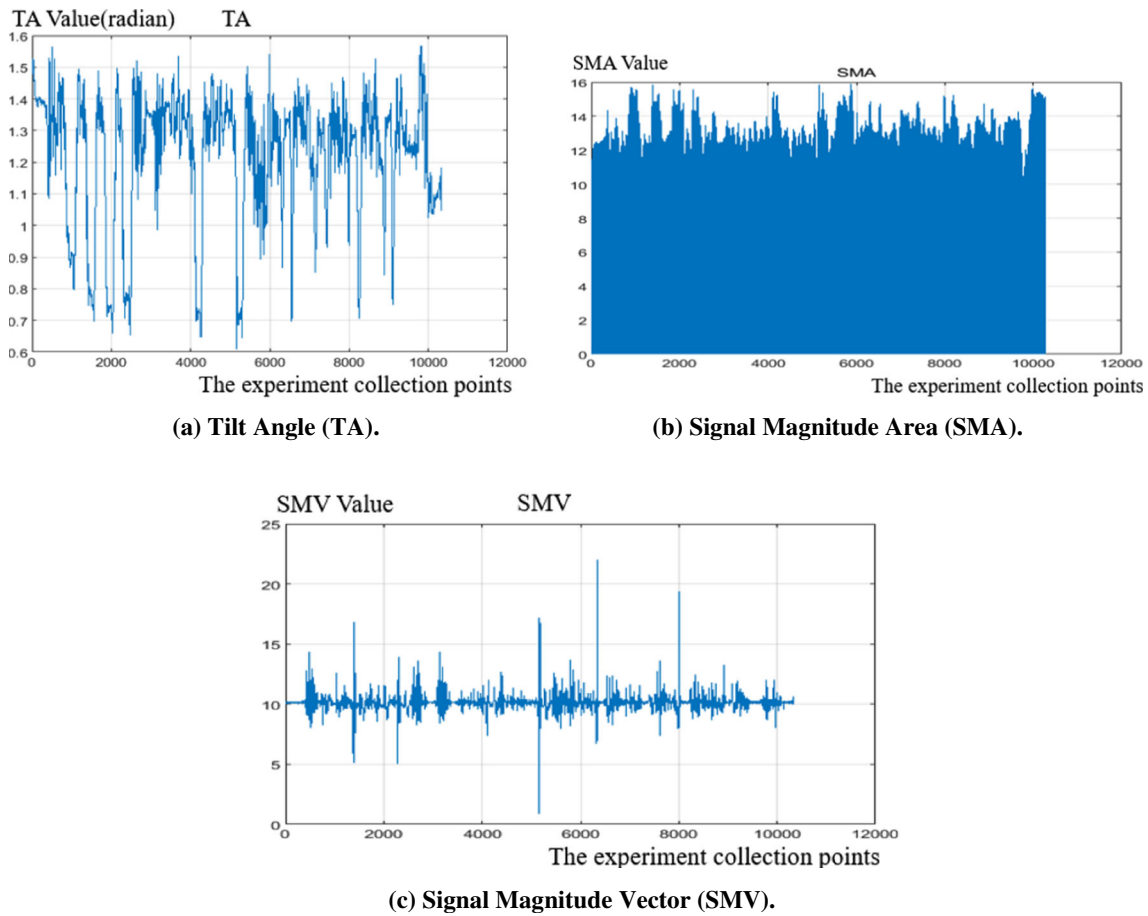 TA Value(radian) TA
1.6
1.5
1.4
1.3
1.2
1.1
1
0.9
0.8
0.7
0.6
0 2000 4000 6000 8000 10000 12000
The experiment collection points
(a) Tilt Angle (TA).
SMA Value
SMA
16
14
12
10
8
6
4
2
0
0 2000 4000 6000 8000 10000 12000
The experiment collection points
(b) Signal Magnitude Area (SMA).
SMV Value SMV
25
20
15
10
5
0
0 2000 4000 6000 8000 10000 12000
The experiment collection points
(c) Signal Magnitude Vector (SMV).